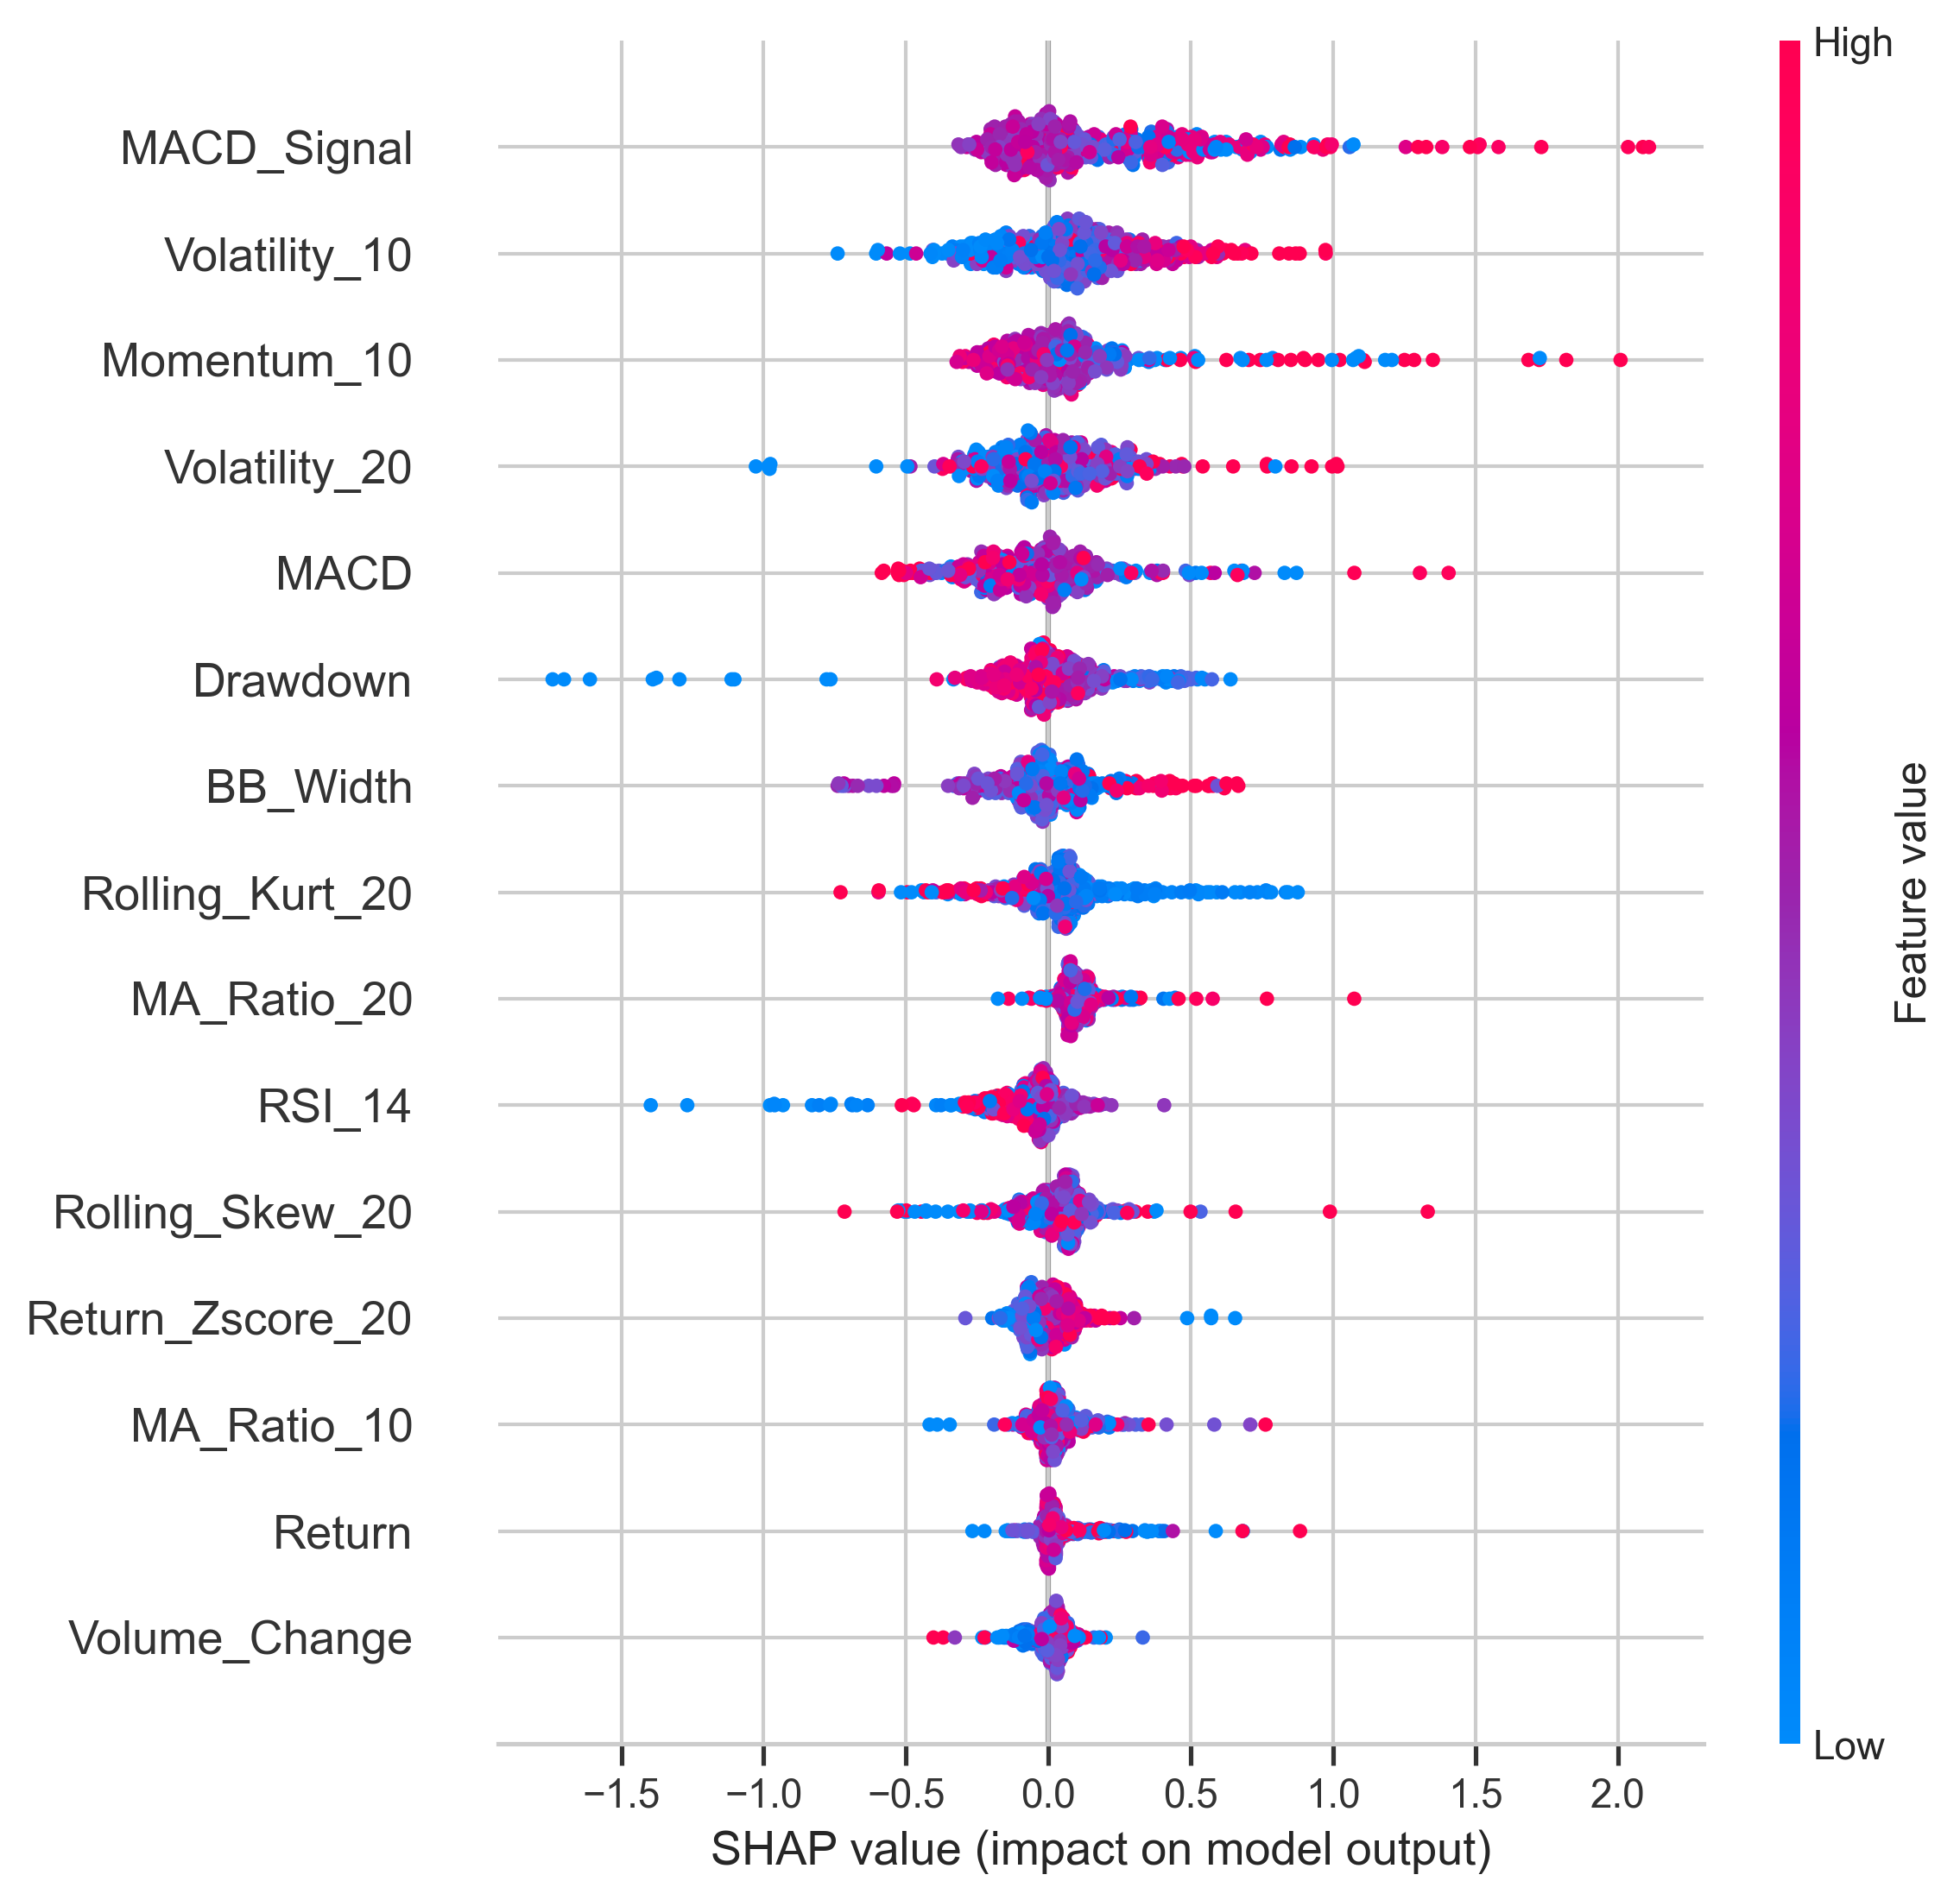 High
MACD_Signal
Volatility_10
Momentum_10
Volatility_20
MACD
Drawdown
BB_Width
Rolling_Kurt_20
MA_Ratio_20
RSI_14
Rolling_Skew_20
Return_Zscore_20
MA_Ratio_10
Return
Volume_Change
Feature value
Low
−1.5 −1.0 −0.5 0.0 0.5 1.0 1.5 2.0
SHAP value (impact on model output)